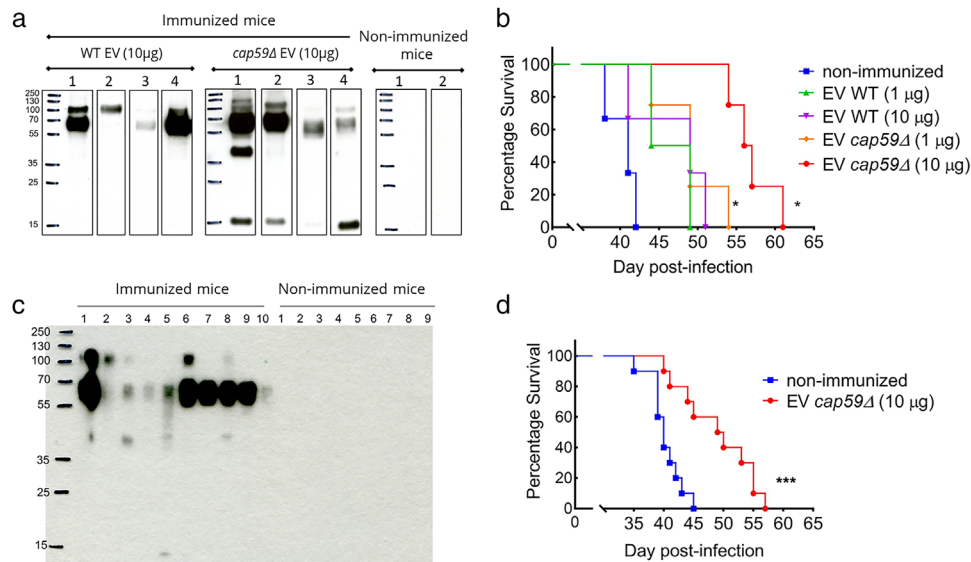 a
Immunized mice
WT EV (10µg)
cap59Δ EV (10µg)
Non-immunized
mice
1 2 3 4
1 2 3 4
1 2
250
130
100
70
55
35
25
15
b
Percentage Survival
100
80
60
40
20
0
0 40 45 50 55 60 65
Day post-infection
* *
non-immunized
EV WT (1 µg)
EV WT (10 µg)
EV cap59Δ (1 µg)
EV cap59Δ (10 µg)
c
Immunized mice
Non-immunized mice
1 2 3 4 5 6 7 8 9 10 1 2 3 4 5 6 7 8 9
250
130
100
70
55
35
25
15
d
Percentage Survival
100
80
60
40
20
0
0 35 40 45 50 55 60 65
Day post-infection
***
non-immunized
EV cap59Δ (10 µg)